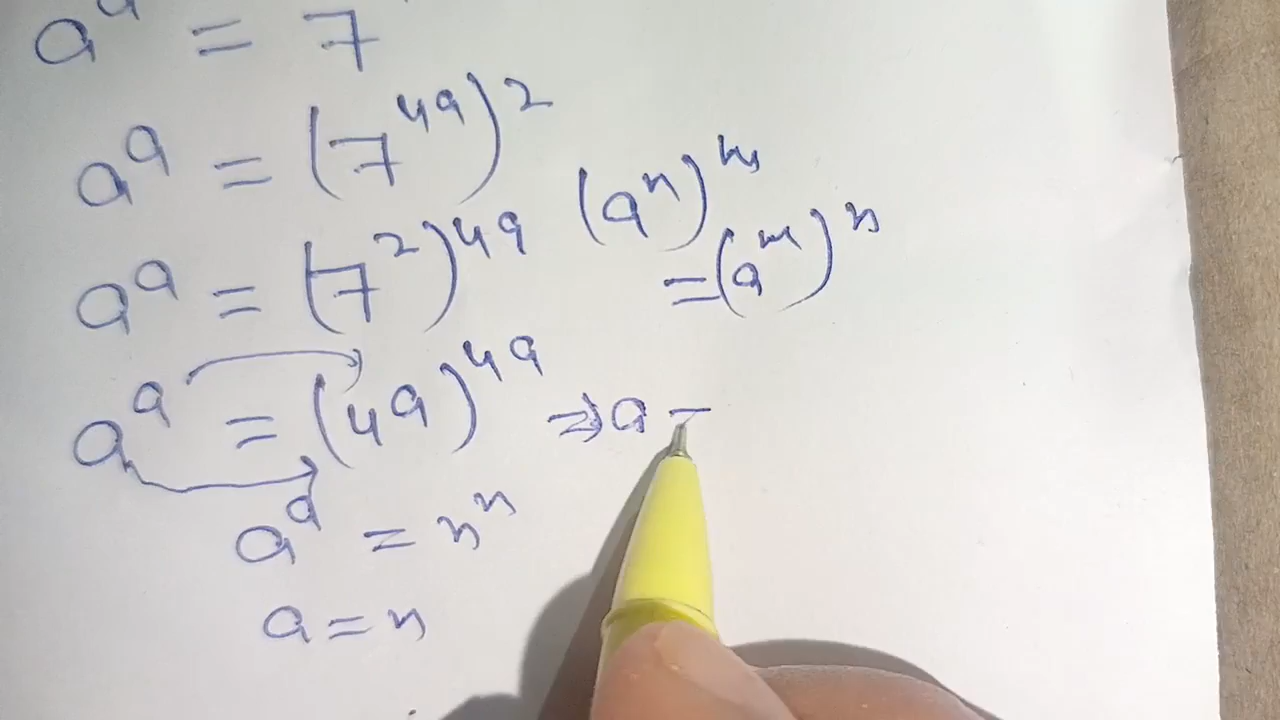 a^a = 7
a^a = (7^49)^2
a^a = (7^2)^49 (a^n)^m
= (a^m)^n
a^a = (49)^49 ⇒ a =
a^a = n^n
a = n